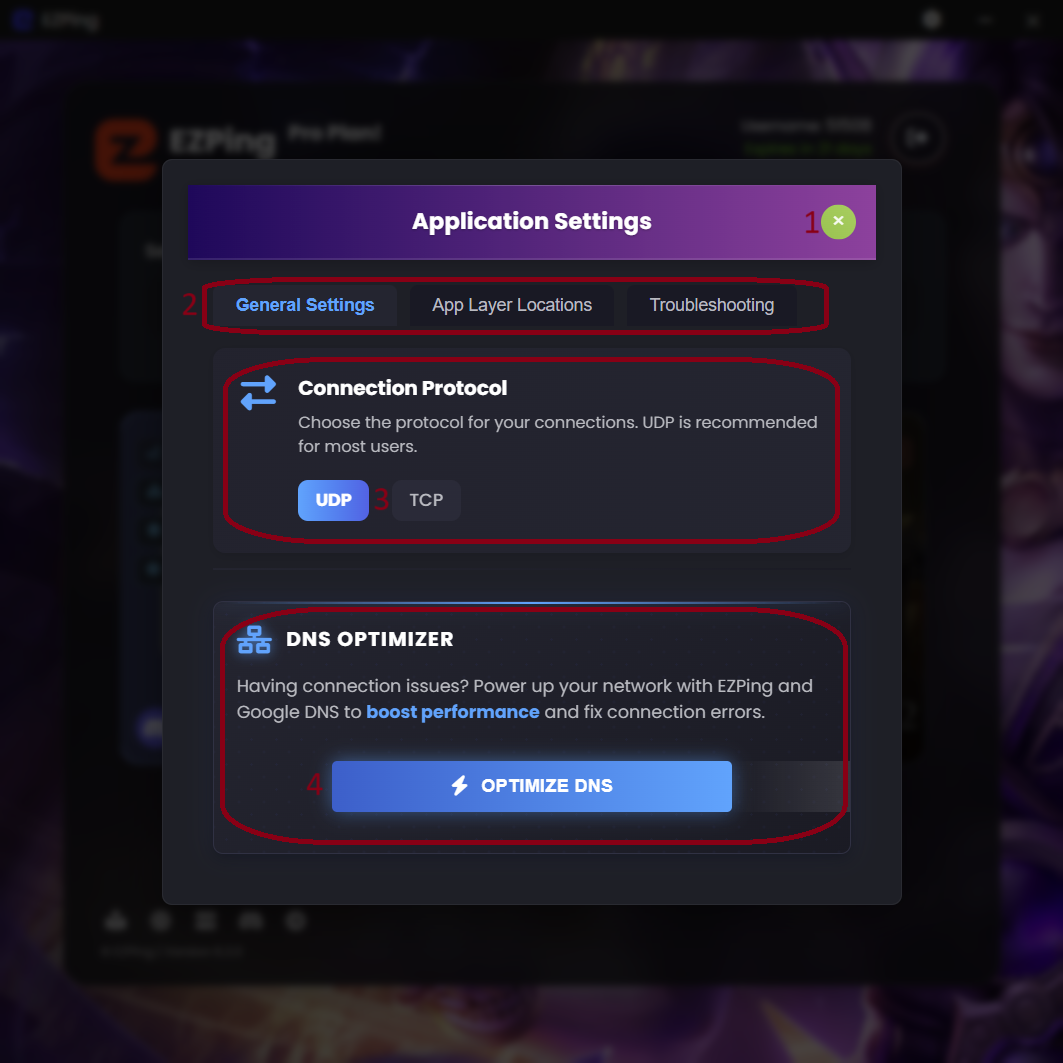 EZPing
EZPing Pro Plan!
Application Settings
1
×
2
General Settings
App Layer Locations
Troubleshooting
Connection Protocol
Choose the protocol for your connections. UDP is recommended
for most users.
UDP
3
TCP
DNS OPTIMIZER
Having connection issues? Power up your network with EZPing and
Google DNS to boost performance and fix connection errors.
4
OPTIMIZE DNS